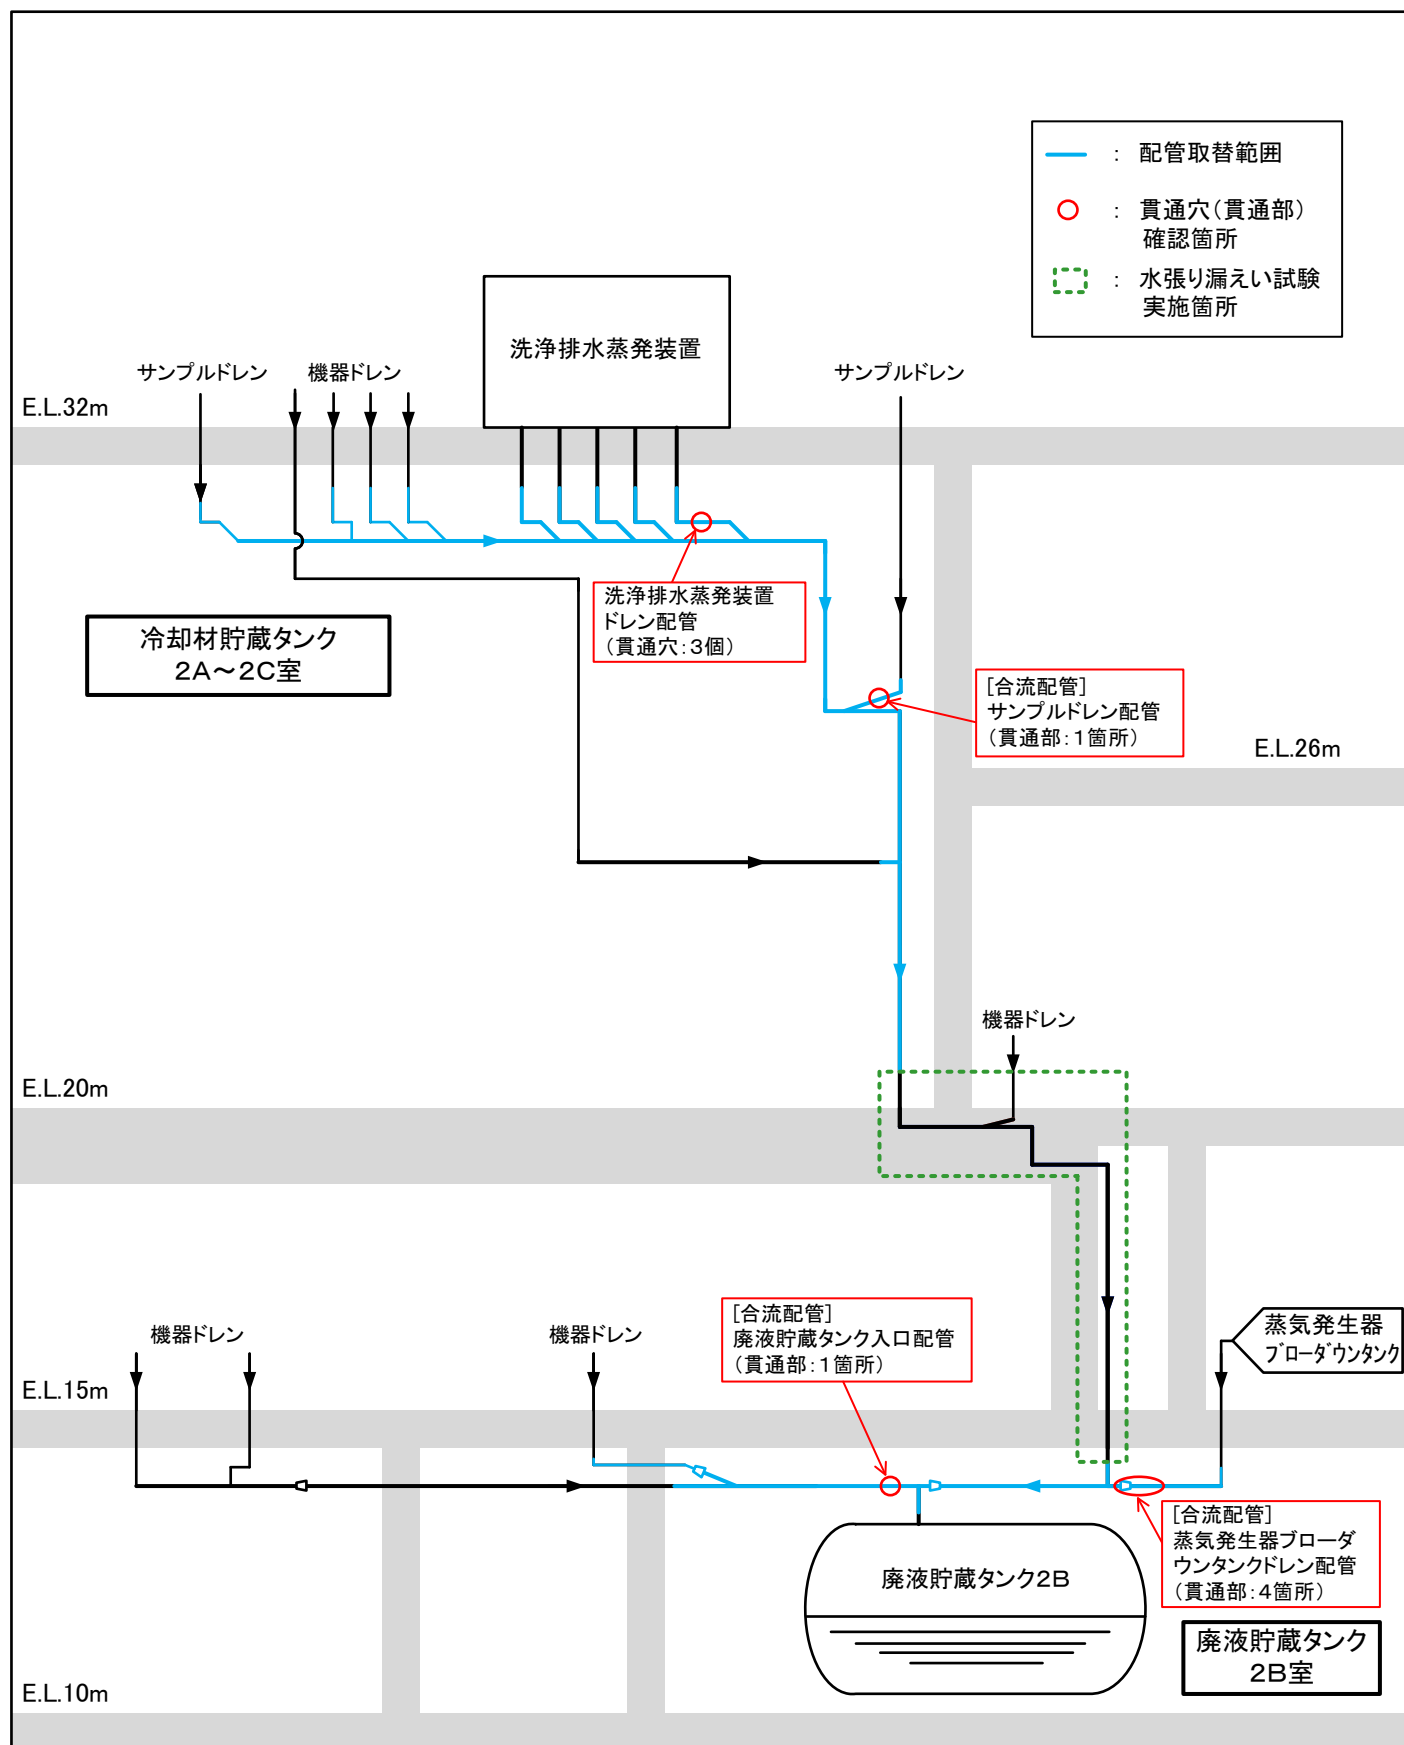 ： 配管取替範囲
： 貫通穴（貫通部）
確認箇所
： 水張り漏えい試験
実施箇所
洗浄排水蒸発装置
サンプルドレン
機器ドレン
サンプルドレン
E.L.32m
洗浄排水蒸発装置
ドレン配管
（貫通穴：3個）
冷却材貯蔵タンク
2A～2C室
[合流配管]
サンプルドレン配管
（貫通部：1箇所）
E.L.26m
機器ドレン
E.L.20m
[合流配管]
廃液貯蔵タンク入口配管
（貫通部：1箇所）
蒸気発生器
ブローダウンタンク
機器ドレン
機器ドレン
E.L.15m
[合流配管]
蒸気発生器ブローダ
ウンタンクドレン配管
（貫通部：4箇所）
廃液貯蔵タンク2B
廃液貯蔵タンク
2B室
E.L.10m